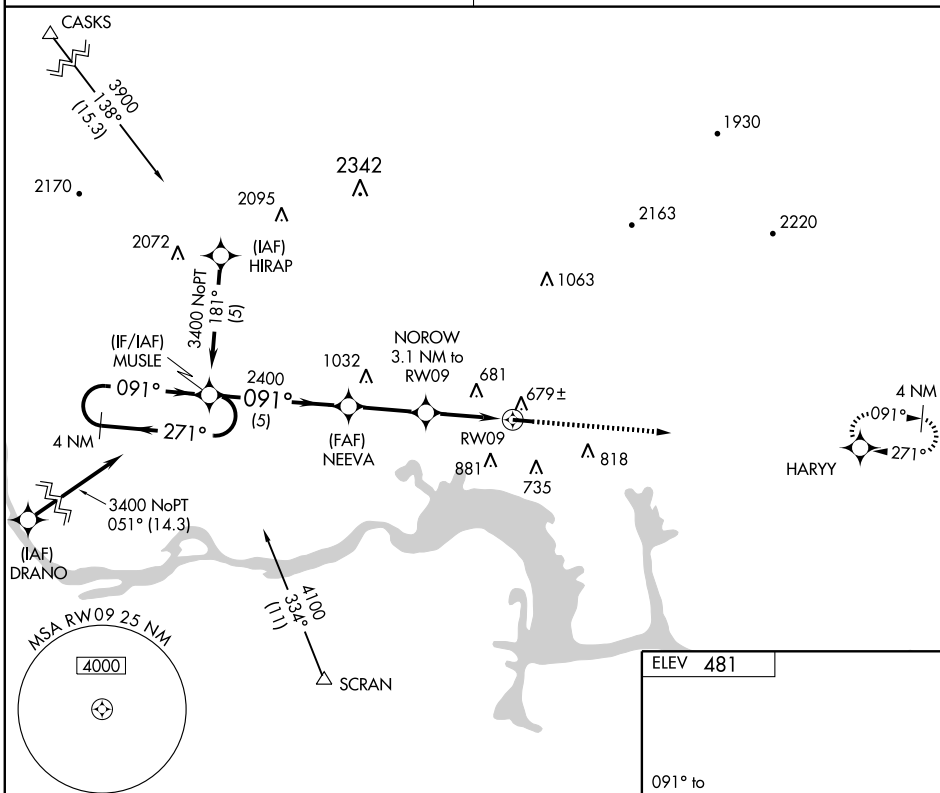 CASKS
3900
138°
(15.3)
1930
2342
2170
2095
2163
2220
2072
(IAF)
HIRAP
1063
3400 NoPT
181°
(5)
(IF/IAF)
MUSLE
NOROW
3.1 NM to
RW09
1032
2400
091°
091°
(5)
681
679±
4 NM
091°
271°
4 NM
271°
(FAF)
NEEVA
RW09
881
735
818
HARYY
3400 NoPT
051° (14.3)
(IAF)
DRANO
4100
334°
(11)
MSA RW09 25 NM
4000
SCRAN
ELEV 481
091° to